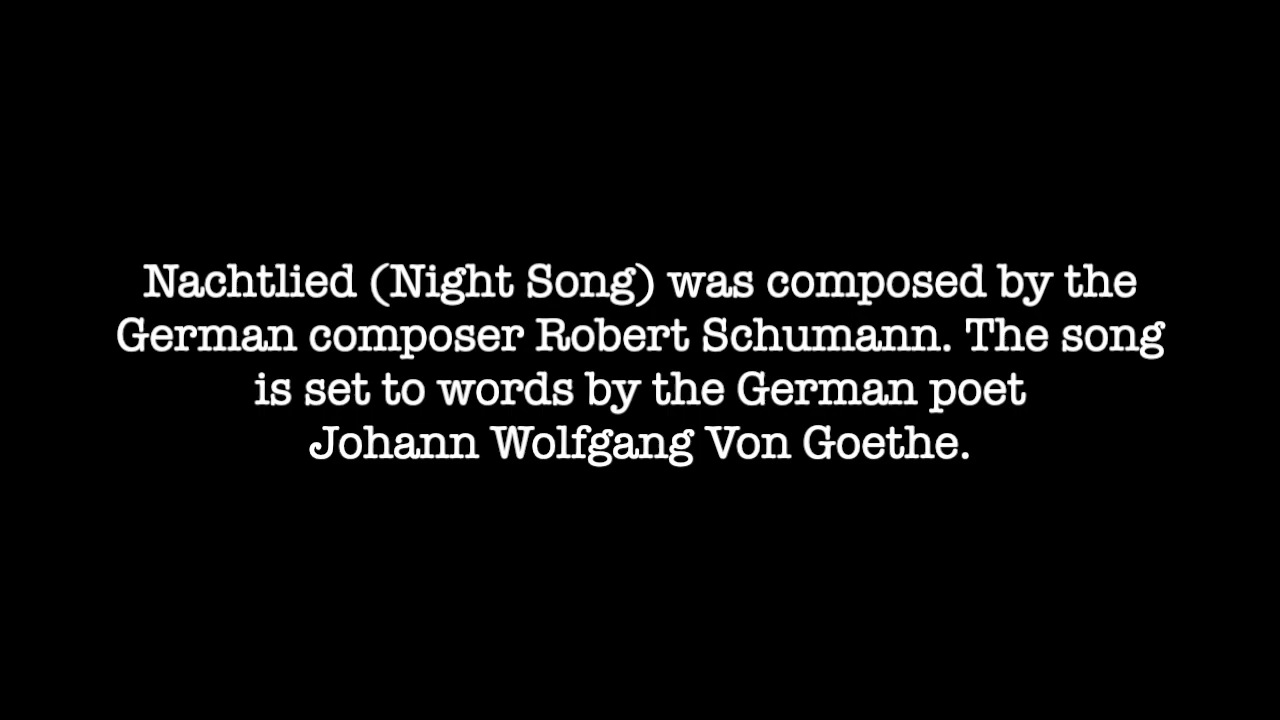 Nachtlied (Night Song) was composed by the
German composer Robert Schumann. The song
is set to words by the German poet
Johann Wolfgang Von Goethe.